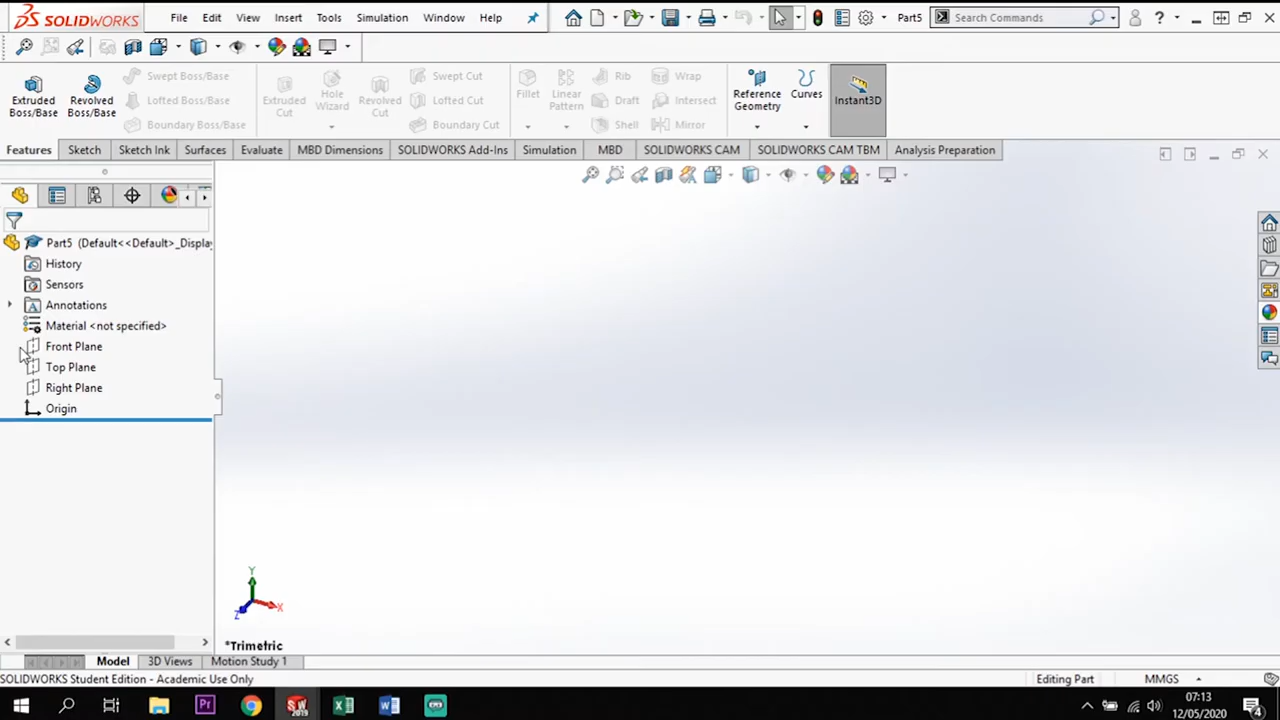 SOLIDWORKS File Edit View Insert Tools Simulation Window Help Part5 Search Commands
Extruded Boss/Base
Revolved Boss/Base
Swept Boss/Base
Lofted Boss/Base
Boundary Boss/Base
Extruded Cut
Hole Wizard
Revolved Cut
Swept Cut
Lofted Cut
Boundary Cut
Fillet
Linear Pattern
Rib
Draft
Shell
Wrap
Intersect
Mirror
Reference Geometry
Curves
Instant3D
Features Sketch Sketch Ink Surfaces Evaluate MBD Dimensions SOLIDWORKS Add-Ins Simulation MBD SOLIDWORKS CAM SOLIDWORKS CAM TBM Analysis Preparation
Part5 (Default<<Default>_Displa
History
Sensors
Annotations
Material <not specified>
Front Plane
Top Plane
Right Plane
Origin
Y
X
Z
*Trimetric
Model 3D Views Motion Study 1
SOLIDWORKS Student Edition - Academic Use Only Editing Part MMGS
07:13
12/05/2020